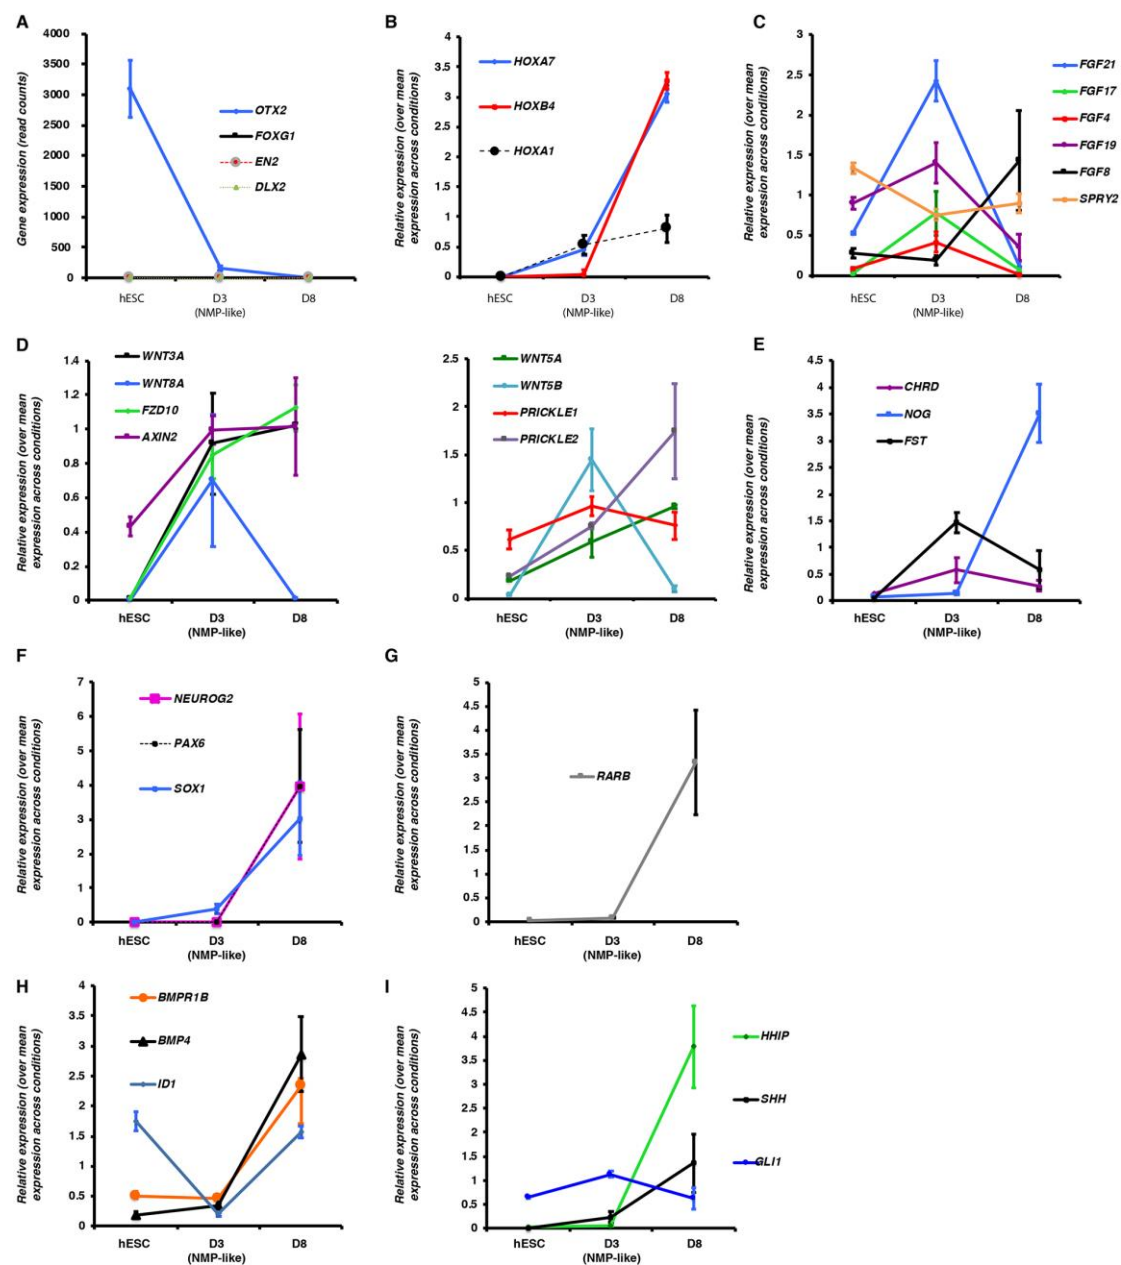 A
Gene expression (read counts)
4000
3500
3000
2500
2000
1500
1000
500
0
OTX2
FOXG1
EN2
DLX2
hESC D3 D8
(NMP-like)
B
Relative expression (over mean
expression across conditions)
4
3.5
3
2.5
2
1.5
1
0.5
0
HOXA7
HOXB4
HOXA1
hESC D3 D8
(NMP-like)
C
Relative expression (over mean
expression across conditions)
3
2.5
2
1.5
1
0.5
0
FGF21
FGF17
FGF4
FGF19
FGF8
SPRY2
hESC D3 D8
(NMP-like)
D
Relative expression (over mean
expression across conditions)
1.4
1.2
1
0.8
0.6
0.4
0.2
0
WNT3A
WNT8A
FZD10
AXIN2
hESC D3 D8
(NMP-like)
Relative expression (over mean
expression across conditions)
2.5
2
1.5
1
0.5
0
WNT5A
WNT5B
PRICKLE1
PRICKLE2
hESC D3 D8
(NMP-like)
E
Relative expression (over mean
expression across conditions)
4.5
4
3.5
3
2.5
2
1.5
1
0.5
0
CHRD
NOG
FST
hESC D3 D8
(NMP-like)
F
Relative expression (over mean
expression across conditions)
7
6
5
4
3
2
1
0
NEUROG2
PAX6
SOX1
hESC D3 D8
(NMP-like)
G
Relative expression (over mean
expression across conditions)
5
4.5
4
3.5
3
2.5
2
1.5
1
0.5
0
RARB
hESC D3 D8
(NMP-like)
H
Relative expression (over mean
expression across conditions)
4
3.5
3
2.5
2
1.5
1
0.5
0
BMPR1B
BMP4
ID1
hESC D3 D8
(NMP-like)
I
Relative expression (over mean
expression across conditions)
5
4.5
4
3.5
3
2.5
2
1.5
1
0.5
0
HHIP
SHH
GLI1
hESC D3 D8
(NMP-like)